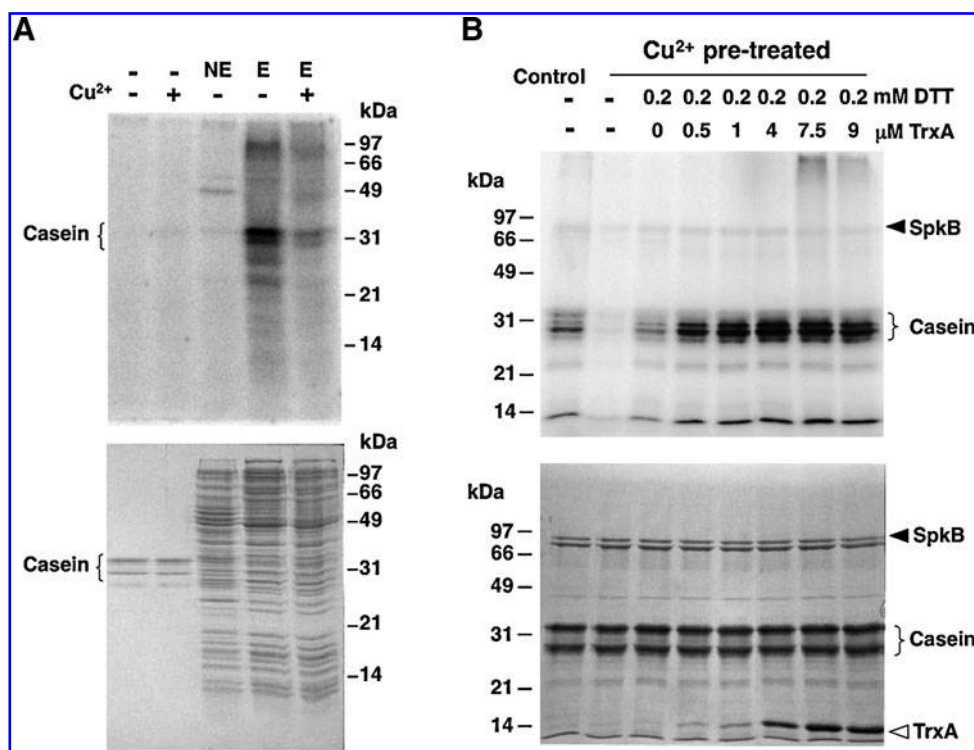 A
- - NE E E
Cu2+ - + - - +
kDa
-97
-66
-49
Casein {
-31
-21
-14
kDa
-97
-66
-49
Casein {
-31
-21
-14
B
Cu2+ pre-treated
Control
- - 0.2 0.2 0.2 0.2 0.2 0.2 mM DTT
- - 0 0.5 1 4 7.5 9 μM TrxA
kDa
97 –
SpkB
66 –
49 –
31 –
} Casein
21 –
14 –
kDa
97 –
SpkB
66 –
49 –
31 –
} Casein
21 –
14 –
TrxA